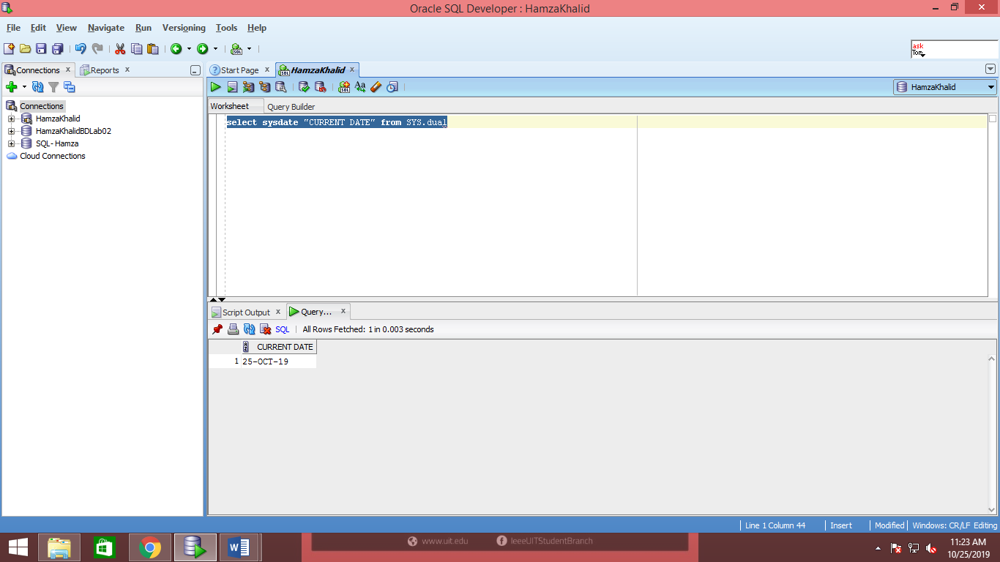 Oracle SQL Developer : HamzaKhalid
File Edit View Navigate Run Versioning Tools Help
ask
Tom
Connections x Reports x
Start Page x HamzaKhalid x
HamzaKhalid
Connections
HamzaKhalid
HamzaKhalidBDLab02
SQL- Hamza
Cloud Connections
Worksheet Query Builder
select sysdate "CURRENT DATE" from SYS.dual
Script Output x Query... x
SQL | All Rows Fetched: 1 in 0.003 seconds
CURRENT DATE
1 25-OCT-19
Line 1 Column 44 Insert Modified Windows: CR/LF Editing
www.uit.edu IeeeUITStudentBranch
11:23 AM
10/25/2019